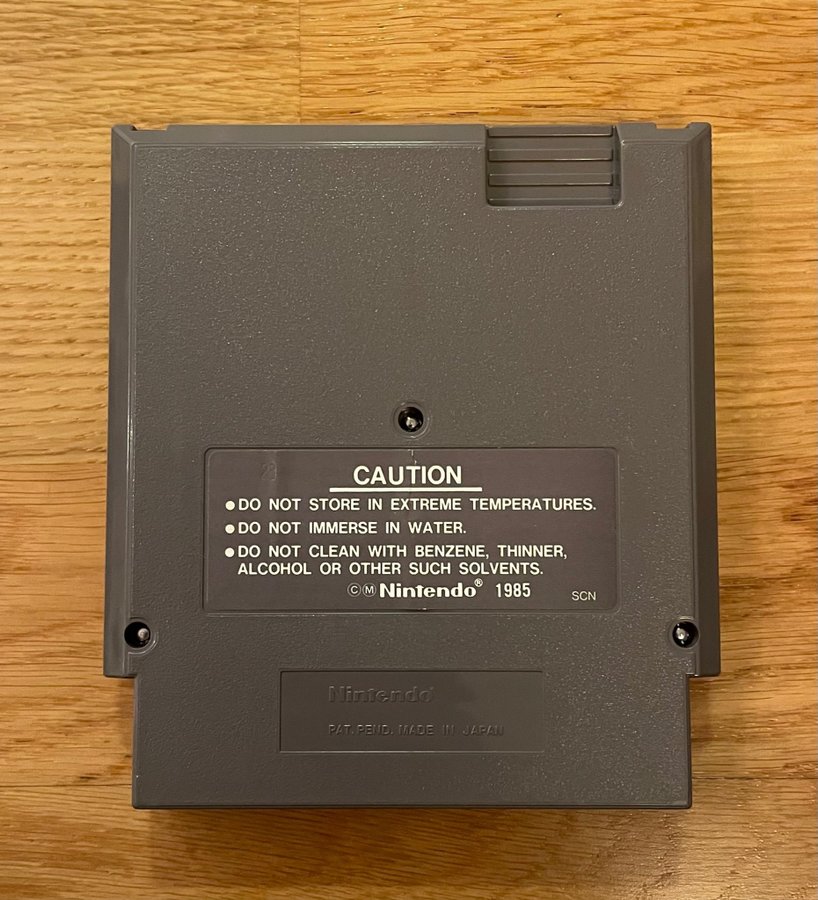 CAUTION
●DO NOT STORE IN EXTREME TEMPERATURES.
●DO NOT IMMERSE IN WATER.
●DO NOT CLEAN WITH BENZENE, THINNER,
ALCOHOL OR OTHER SUCH SOLVENTS.
ⒸⓂNintendo® 1985 SCN
Nintendo
PAT. PEND. MADE IN JAPAN